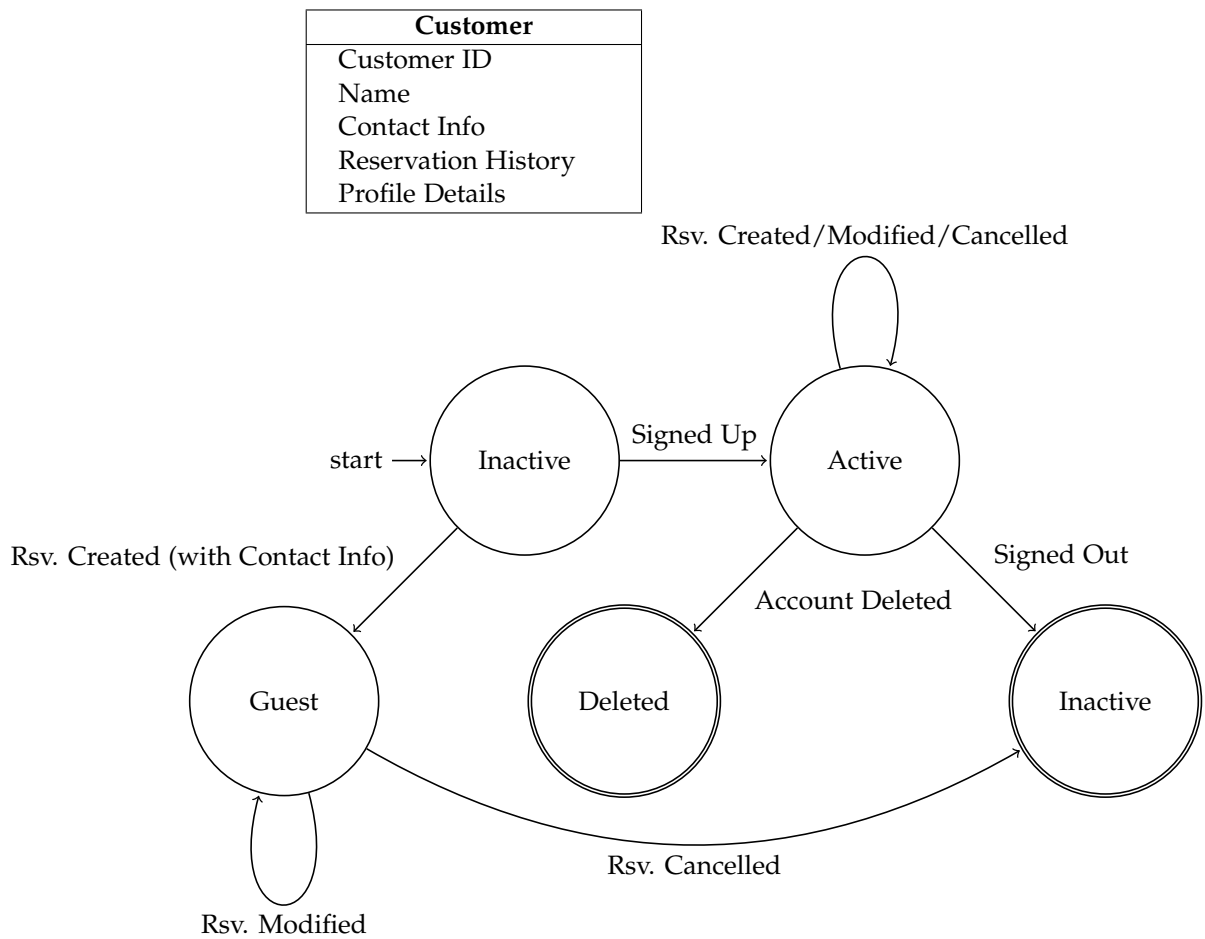 Customer
Customer ID
Name
Contact Info
Reservation History
Profile Details
Rsv. Created/Modified/Cancelled
start
Inactive
Signed Up
Active
Rsv. Created (with Contact Info)
Signed Out
Account Deleted
Guest
Deleted
Inactive
Rsv. Cancelled
Rsv. Modified